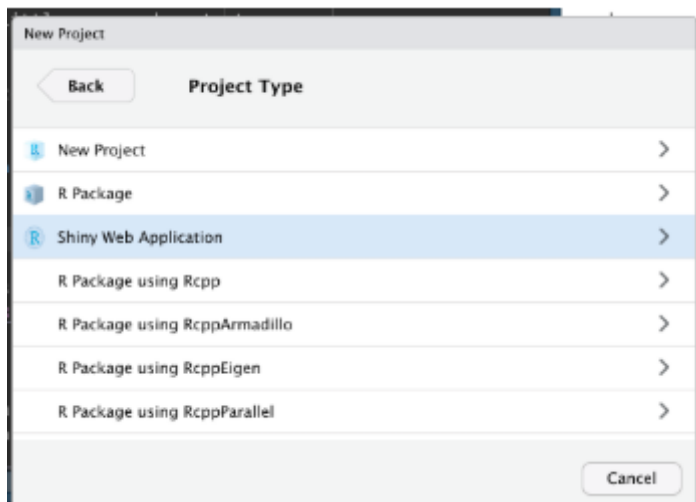 New Project
Back
Project Type
New Project
R Package
Shiny Web Application
R Package using Rcpp
R Package using RcppArmadillo
R Package using RcppEigen
R Package using RcppParallel
Cancel